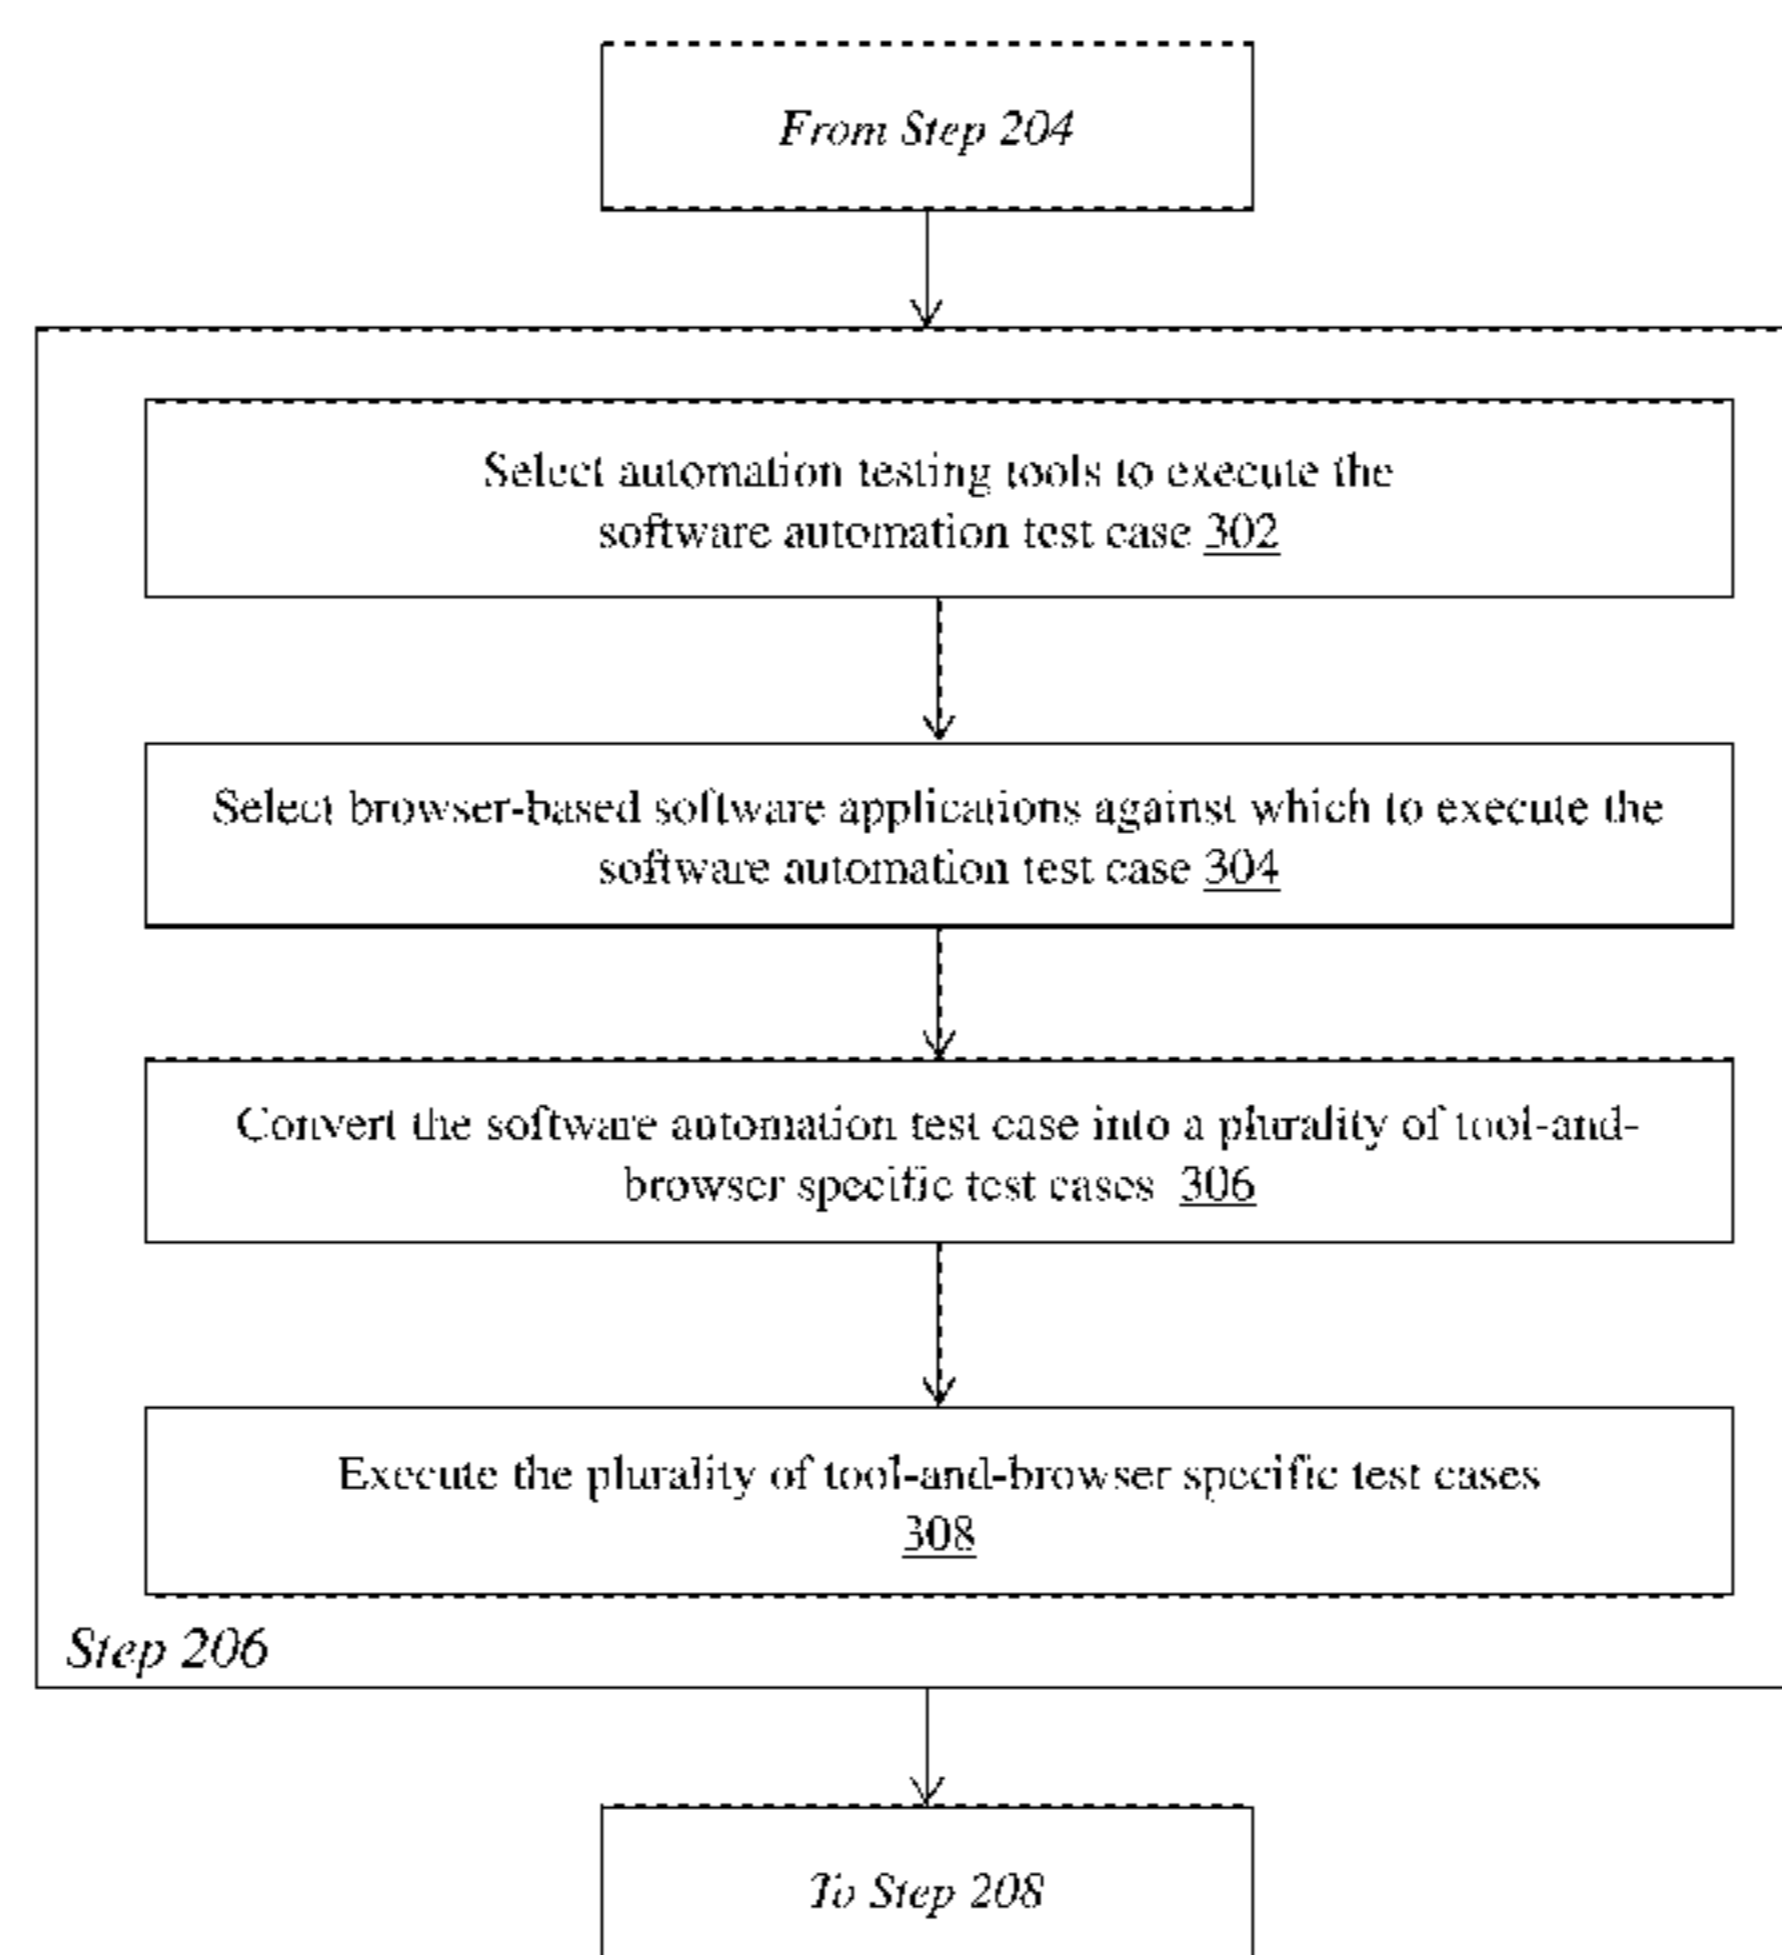 From Step 204
Select automation testing tools to execute the
software automation test case 302
Select browser-based software applications against which to execute the
software automation test case 304
Convert the software automation test case into a plurality of tool-and-
browser specific test cases 306
Execute the plurality of tool-and-browser specific test cases
308
Step 206
To Step 208